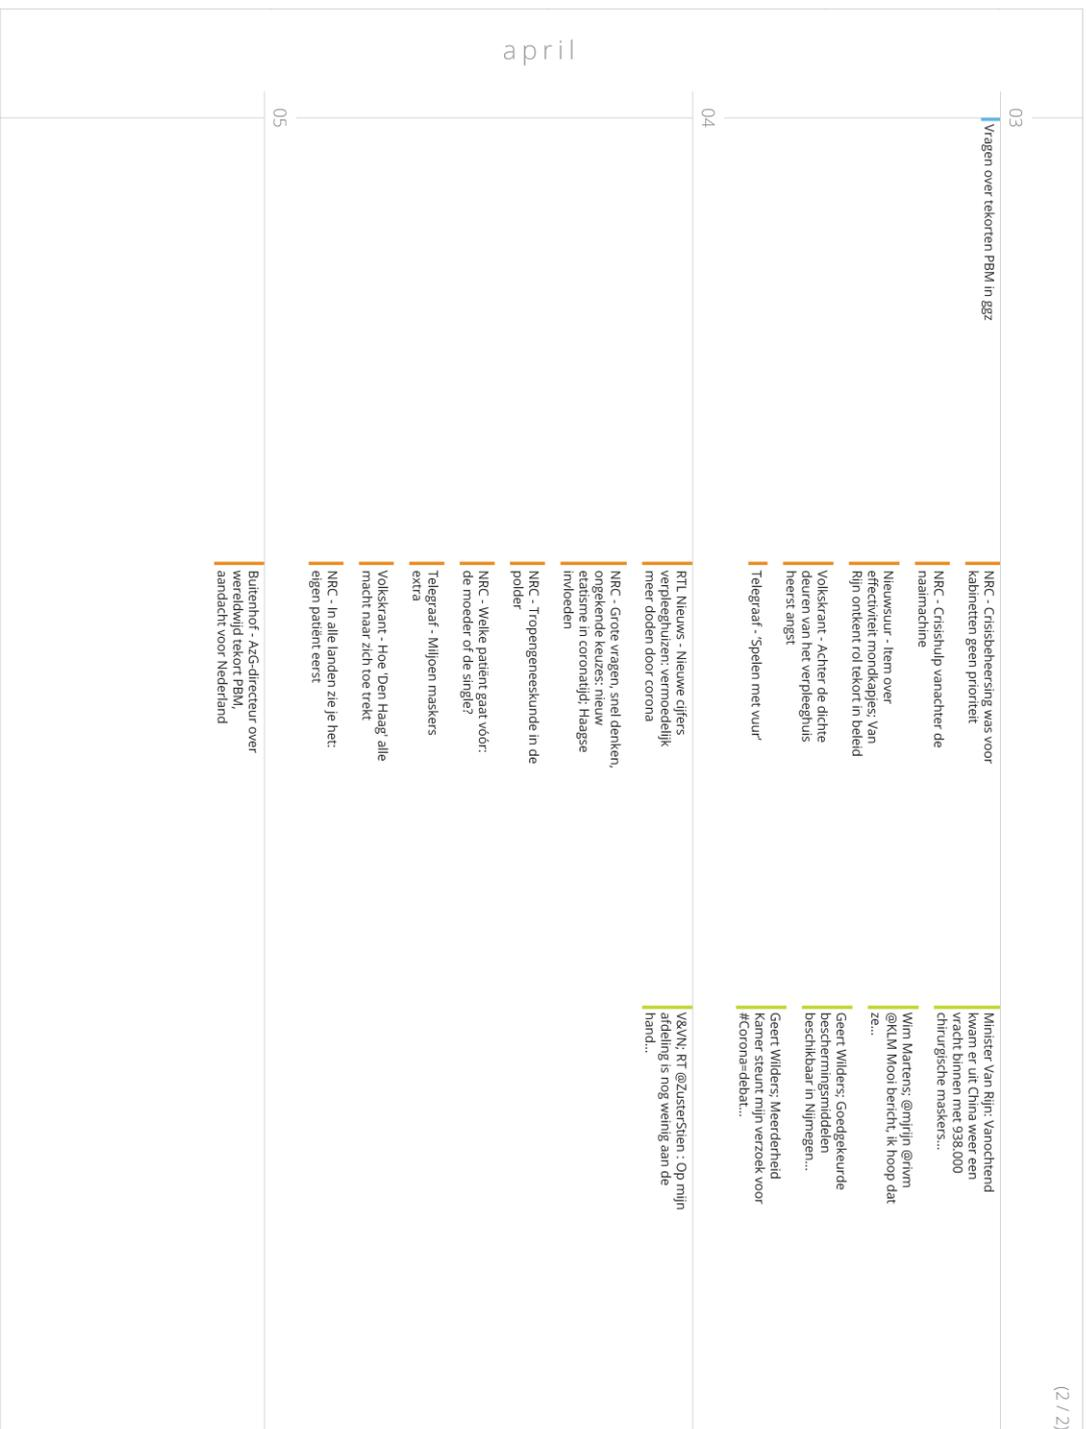 april
(2 / 2)
03
Vragen over tekorten PBM in ggz
NRC - Crisisbeheersing was voor
kabinetten geen prioriteit
NRC - Crisishulp vanachter de
naaimachine
Nieuwsuur - Item over
effectiviteit mondkapjes; Van
Rijn ontkent rol tekort in beleid
Volkskrant - Achter de dichte
deuren van het verpleeghuis
heerst angst
Telegraaf - ‘Spelen met vuur’
Minister Van Rijn: Vanochtend
kwam er uit China weer een
vracht binnen met 938.000
chirurgische maskers...
Wim Martens; @mjrijn @rivm
@KLM Mooi bericht, ik hoop dat
ze...
Geert Wilders; Goedgekeurde
beschermingsmiddelen
beschikbaar in Nijmegen...
Geert Wilders; Meerderheid
Kamer steunt mijn verzoek voor
#Corona=debat...
04
RTL Nieuws - Nieuwe cijfers
verpleeghuizen: vermoedelijk
meer doden door corona
NRC - Grote vragen, snel denken,
ongekende keuzes: nieuw
etatisme in coronatijd; Haagse
invloeden
NRC - Tropengeneeskunde in de
polder
NRC - Welke patiënt gaat vóór:
de moeder of de single?
Telegraaf - Miljoen maskers
extra
Volkskrant - Hoe 'Den Haag' alle
macht naar zich toe trekt
NRC - In alle landen zie je het:
eigen patiënt eerst
V&VN; RT @ZusterStien : Op mijn
afdeling is nog weinig aan de
hand...
05
Buitenhof - AzG-directeur over
wereldwijd tekort PBM,
aandacht voor Nederland